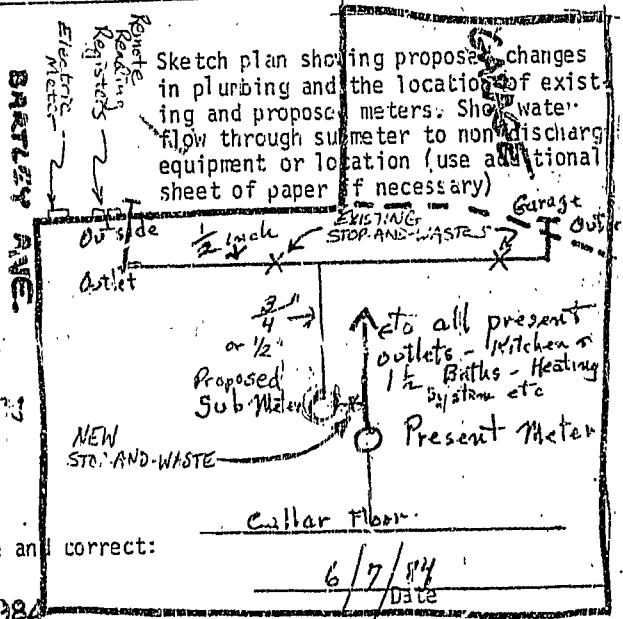 Remote
Reading
Registers
Electric
Meter
BARTLEY AVE.
Sketch plan showing proposed changes
in plumbing and the location of exist-
ing and proposed meters. Show water
flow through submeter to non discharg
equipment or location (use additional
sheet of paper if necessary)
Garage
Outside
Outlet
1/2 inch
EXISTING
STOP-AND-WASTES
3/4"
or 1/2"
to all present
outlets - Kitchen &
1 1/2 Baths - Heating
System etc
Proposed
Sub Meter
Present Meter
NEW
STOP-AND-WASTE
Cellar Floor
e and correct:
6/7/84
Date